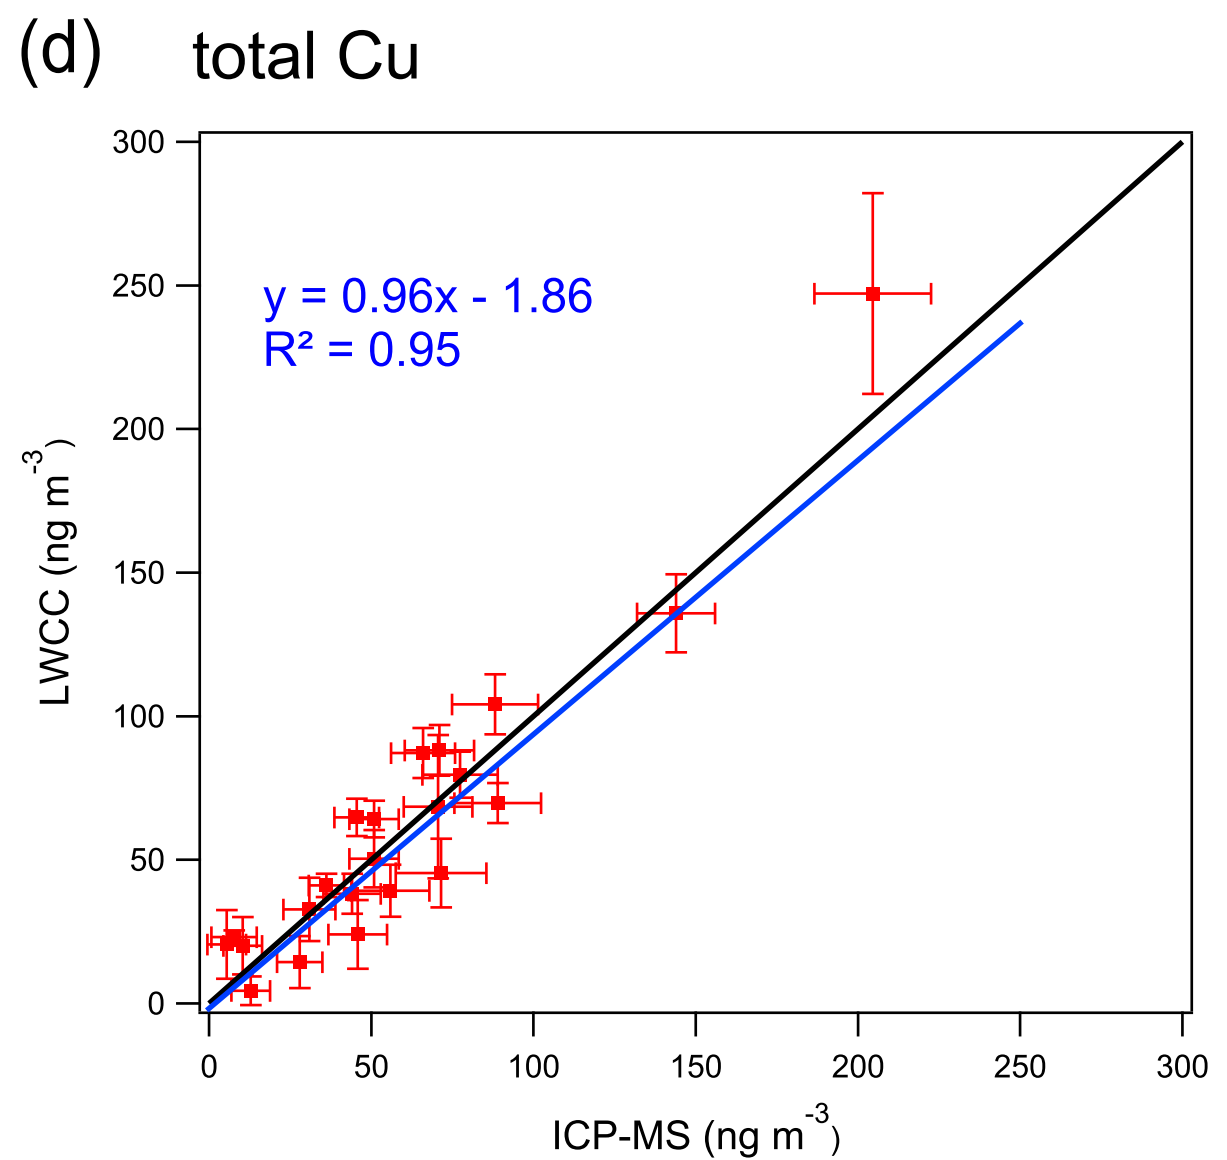 (d) total Cu
300
250
200
150
100
50
0
y = 0.96x - 1.86
R² = 0.95
LWCC (ng m⁻³)
0 50 100 150 200 250 300
ICP-MS (ng m⁻³)